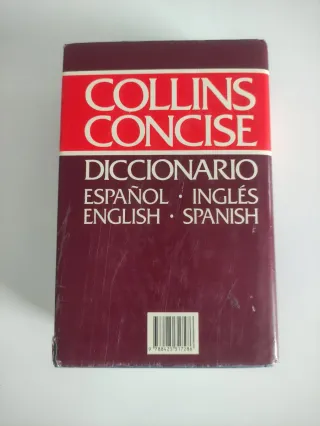 COLLINS
CONCISE
DICCIONARIO
ESPAÑOL · INGLÉS
ENGLISH · SPANISH